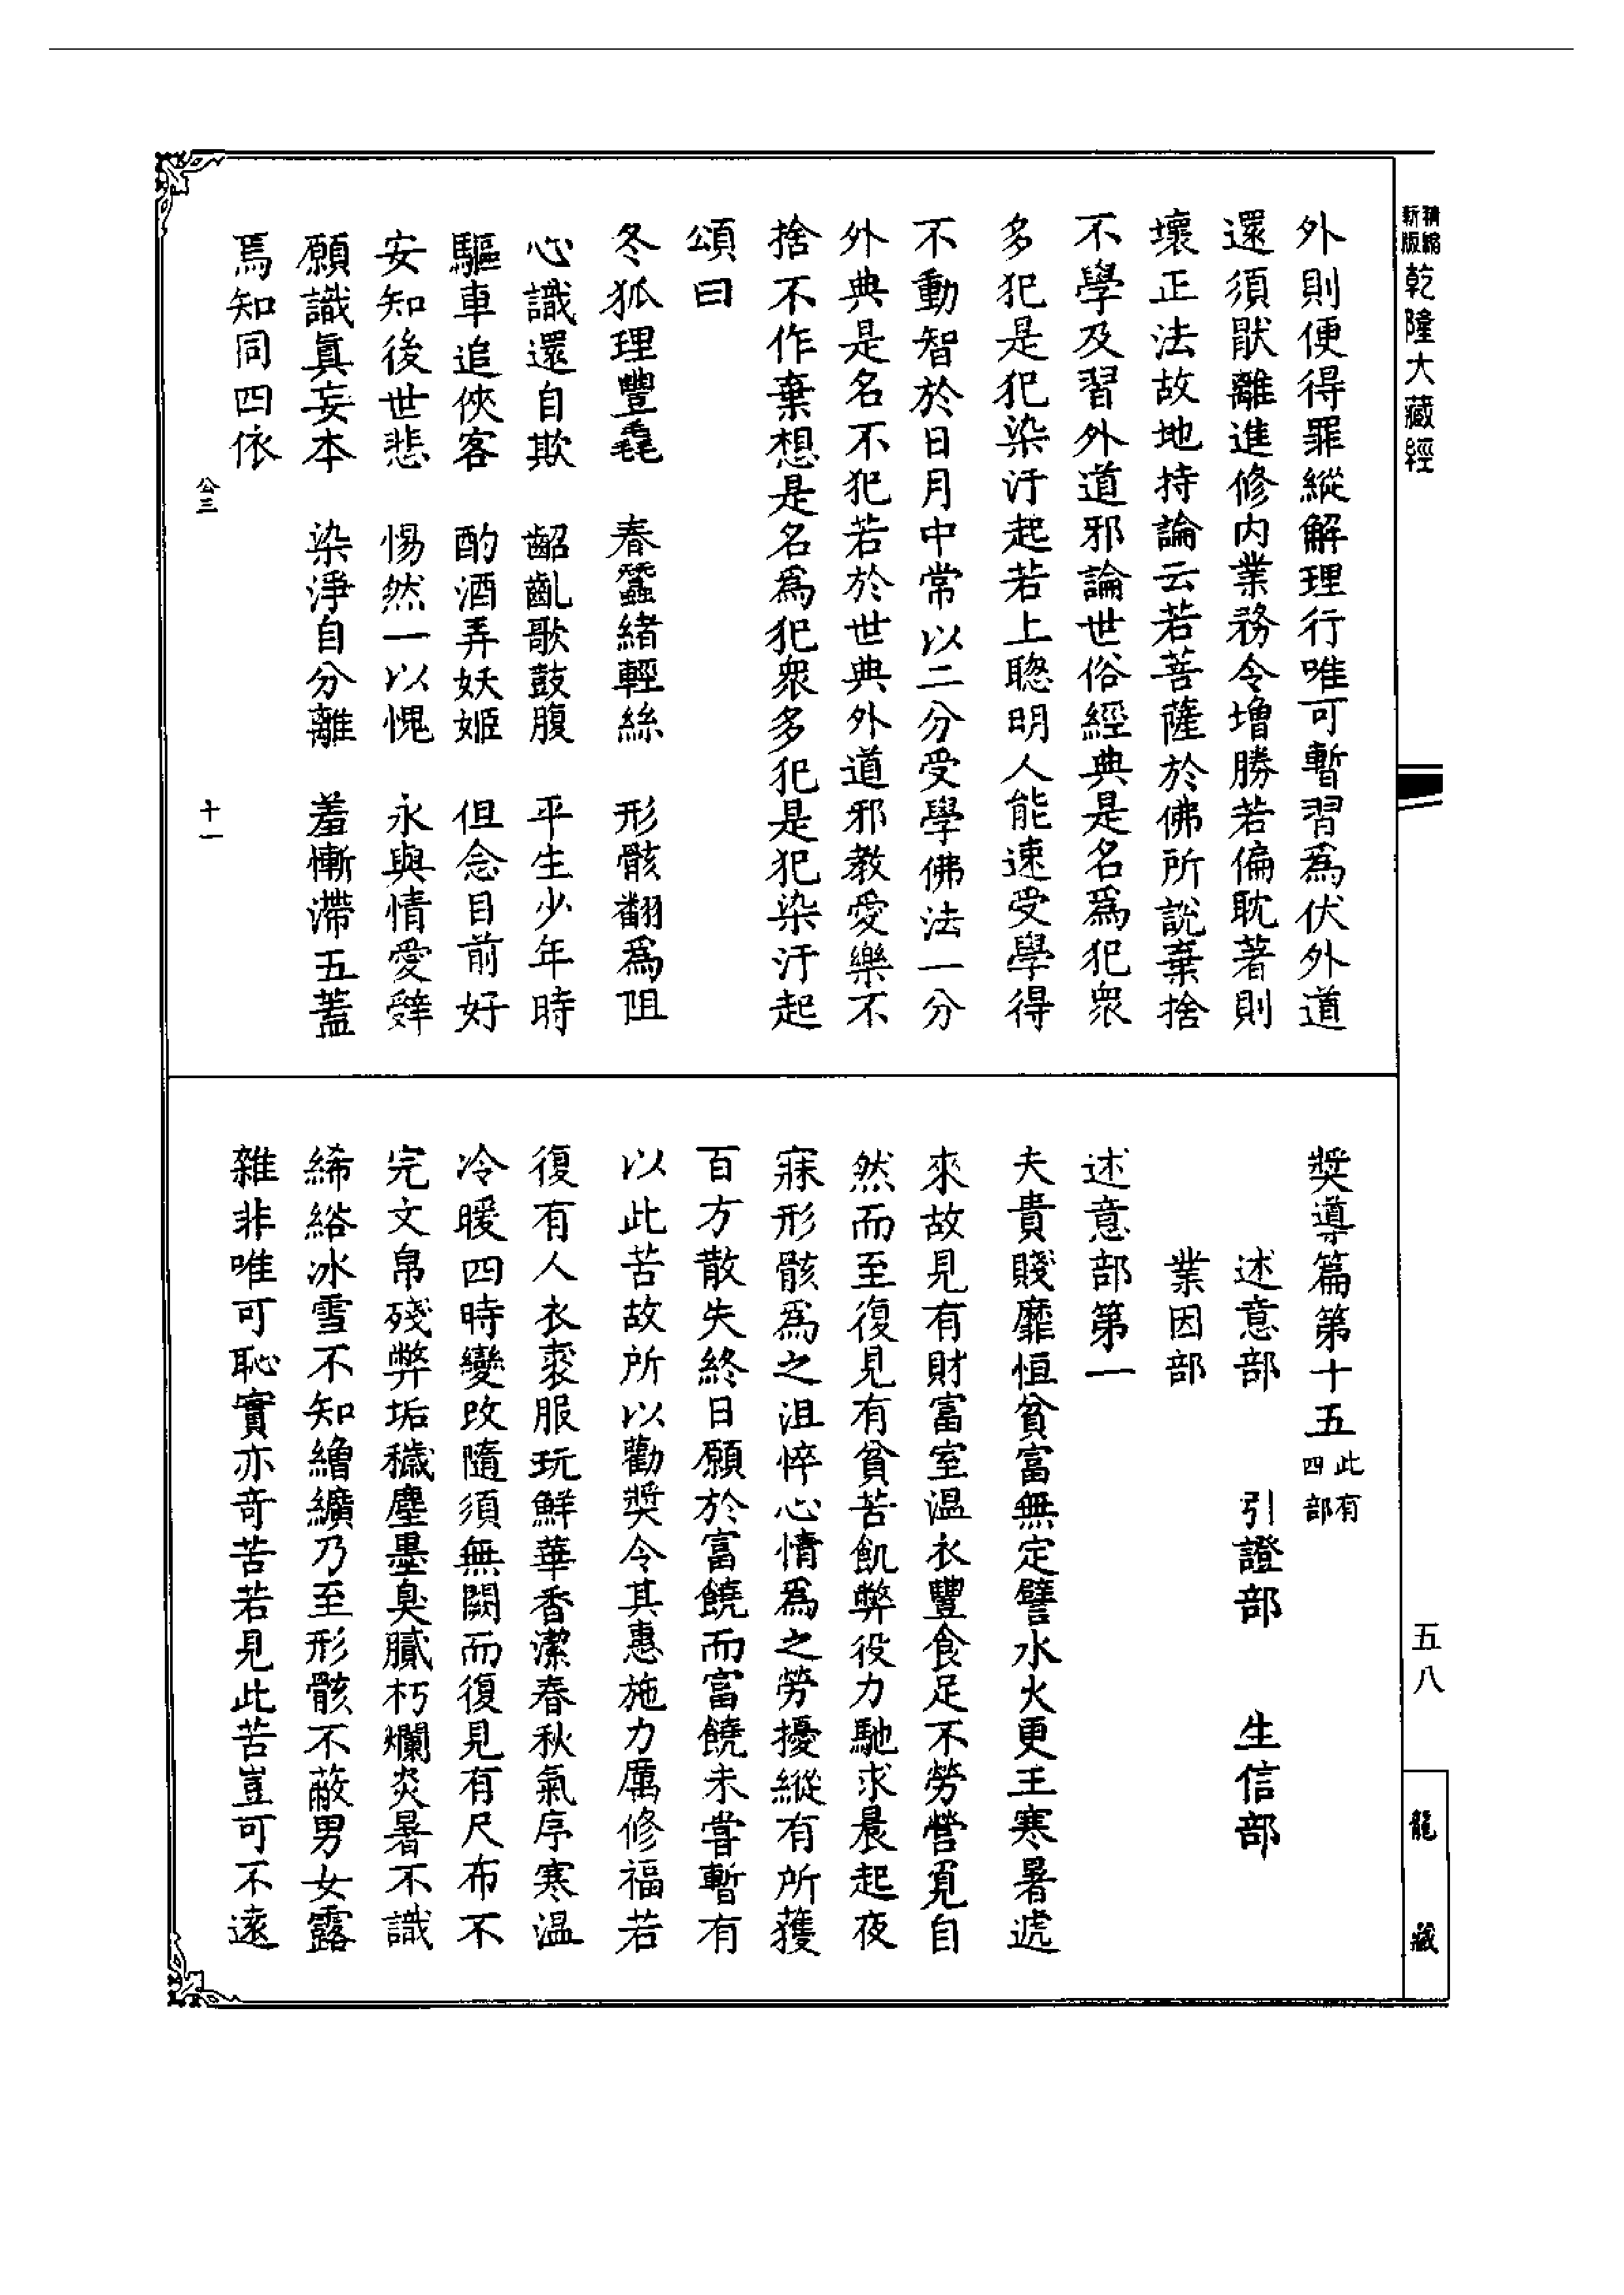 精縮新版
乾隆大藏經
五八
龍藏
外則便得罪縱解理行唯可暫習爲伏外道
還須猒離進修内業務令增勝若偏躭著則
壞正法故地持論云若菩薩於佛所說棄捨
不學及習外道邪論世俗經典是名爲犯衆
多犯是犯染汙起若上聦明人能速受學得
不動智於日月中常以二分受學佛法一分
外典是名不犯若於世典外道邪教愛樂不
捨不作棄想是名爲犯衆多犯是犯染汙起
頌曰
冬狐理豐毳 春蠶緒輕絲 形骸翻爲阻
心識還自欺 齠齓歌鼓腹 平生少年時
驅車追俠客 酌酒弄妖姬 但念目前好
安知後世悲 惕然一以愧 永與情愛辤
願識眞妄本 染淨自分離 羞慚滯五蓋
焉知同四依
公三 十一
奬導篇第十五 此有四部
述意部 引證部 生信部
業因部
述意部第一
夫貴賤靡恒貧富無定譬水火更王寒暑遞
來故見有財富室温衣豐食足不勞營覓自
然而至復見有貧苦飢弊役力馳求晨起夜
寐形骸爲之沮悴心情爲之勞擾縱有所獲
百方散失終日願於富饒而富饒未甞暫有
以此苦故所以勸奬令其惠施力厲修福若
復有人衣裘服玩鮮華香潔春秋氣序寒温
冷暖四時變改隨須無闕而復見有尺布不
完文帛殘弊垢穢塵墨臭膩朽爛炎暑不識
絺綌冰雪不知繒纊乃至形骸不蔽男女露
雜非唯可恥實亦奇苦若見此苦豈可不遠